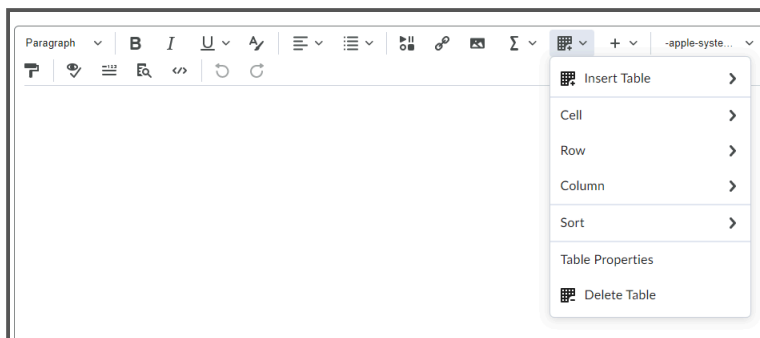 Paragraph B I U A Σ + -apple-syste...
</>
Insert Table
Cell
Row
Column
Sort
Table Properties
Delete Table